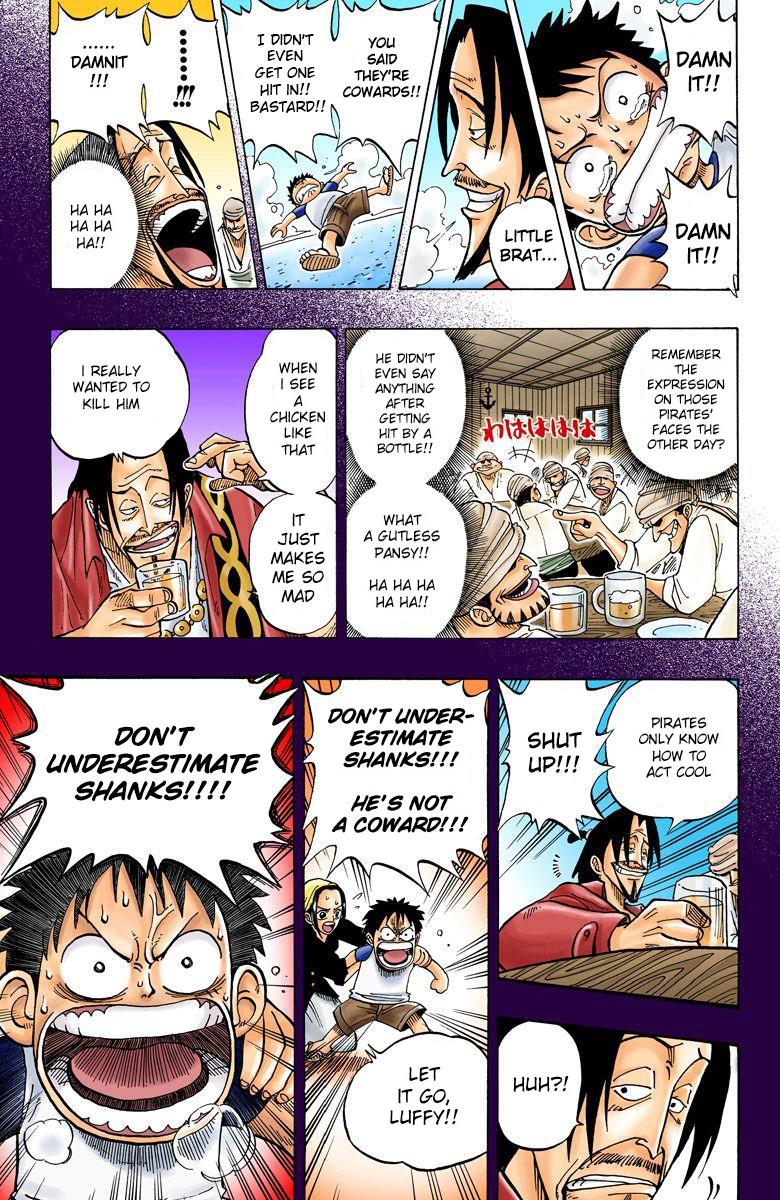 DAMN
IT!!
DAMN
IT!!
LITTLE
BRAT...
YOU
SAID
THEY'RE
COWARDS!!
I DIDN'T
EVEN
GET ONE
HIT IN!!
BASTARD!!
......!!!
......
DAMNIT
!!!
HA HA
HA HA
HA!!
REMEMBER
THE
EXPRESSION
ON THOSE
PIRATES'
FACES THE
OTHER DAY?
わはははは
HE DIDN'T
EVEN SAY
ANYTHING
AFTER
GETTING
HIT BY A
BOTTLE!!
WHAT
A GUTLESS
PANSY!!
HA HA HA
HA HA!!
WHEN
I SEE
A
CHICKEN
LIKE
THAT
IT
JUST
MAKES
ME SO
MAD
I REALLY
WANTED TO
KILL HIM
PIRATES
ONLY KNOW
HOW TO
ACT COOL
SHUT
UP!!!
HUH?!
DON'T UNDER-
ESTIMATE
SHANKS!!!
HE'S NOT
A COWARD!!!
LET
IT GO,
LUFFY!!
DON'T
UNDERESTIMATE
SHANKS!!!!